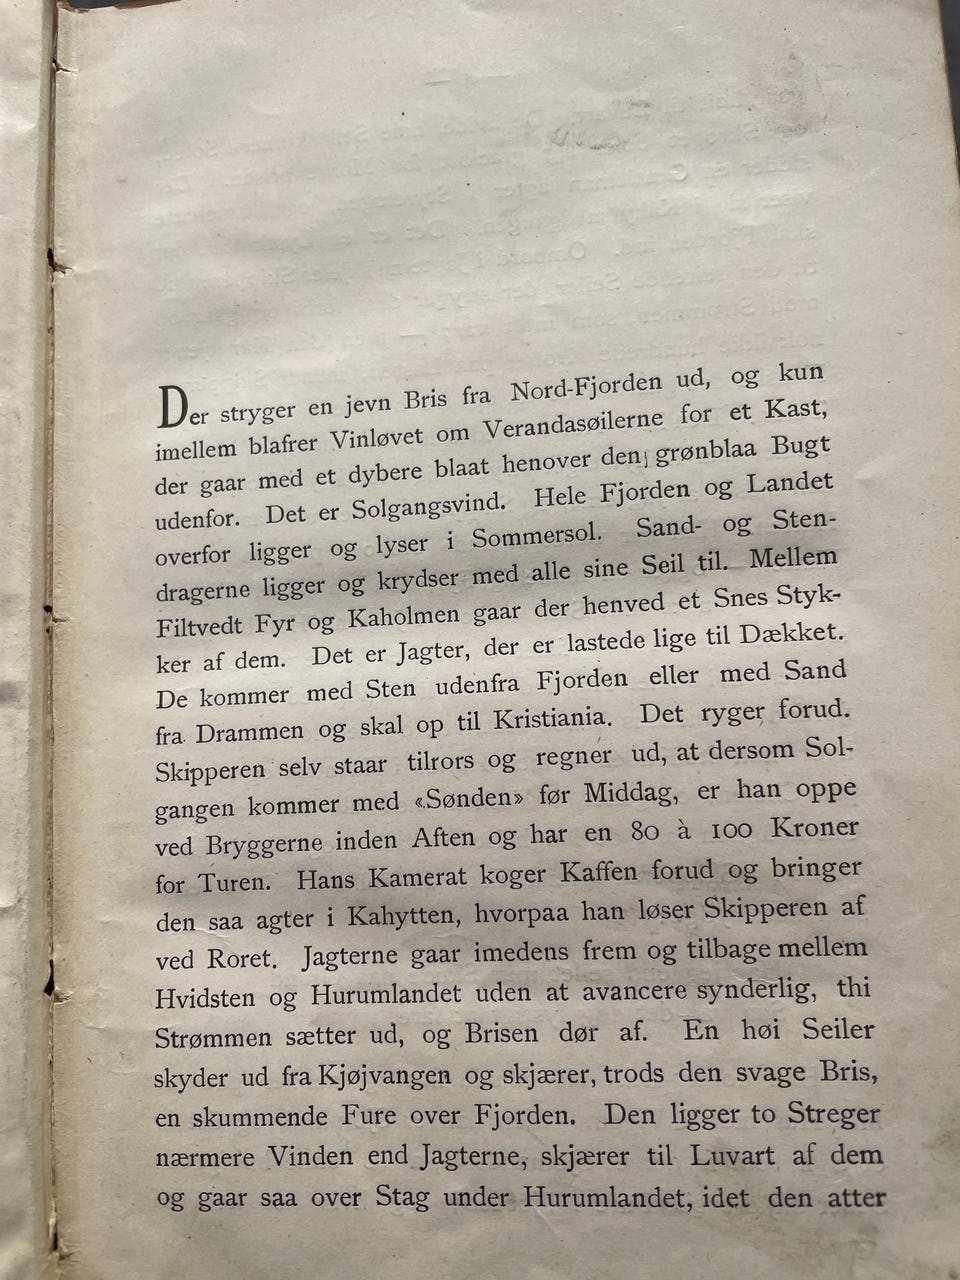 Der stryger en jevn Bris fra Nord-Fjorden ud, og kun
imellem blafrer Vinløvet om Verandasøilerne for et Kast,
der gaar med et dybere blaat henover den grønblaa Bugt
udenfor. Det er Solgangsvind. Hele Fjorden og Landet
overfor ligger og lyser i Sommersol. Sand- og Sten-
dragerne ligger og krydser med alle sine Seil til. Mellem
Filtvedt Fyr og Kaholmen gaar der henved et Snes Styk-
ker af dem. Det er Jagter, der er lastede lige til Dækket.
De kommer med Sten udenfra Fjorden eller med Sand
fra Drammen og skal op til Kristiania. Det ryger forud.
Skipperen selv staar tilrors og regner ud, at dersom Sol-
gangen kommer med «Sønden» før Middag, er han oppe
ved Bryggerne inden Aften og har en 80 à 100 Kroner
for Turen. Hans Kamerat koger Kaffen forud og bringer
den saa agter i Kahytten, hvorpaa han løser Skipperen af
ved Roret. Jagterne gaar imedens frem og tilbage mellem
Hvidsten og Hurumlandet uden at avancere synderlig, thi
Strømmen sætter ud, og Brisen dør af. En høi Seiler
skyder ud fra Kjøjvangen og skjærer, trods den svage Bris,
en skummende Fure over Fjorden. Den ligger to Streger
nærmere Vinden end Jagterne, skjærer til Luvart af dem
og gaar saa over Stag under Hurumlandet, idet den atter